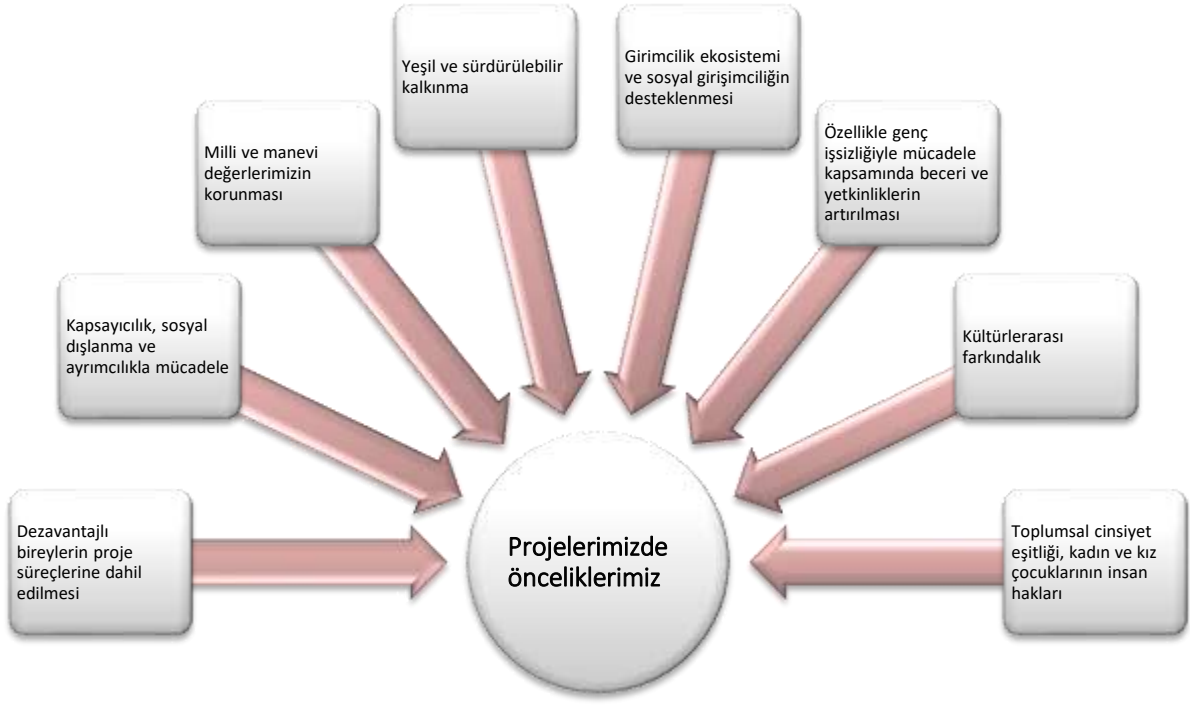 Yeşil ve sürdürülebilir
kalkınma
Girimcilik ekosistemi
ve sosyal girişimciliğin
desteklenmesi
Milli ve manevi
değerlerimizin
korunması
Özellikle genç
işsizliğiyle mücadele
kapsamında beceri ve
yetkinliklerin
artırılması
Kapsayıcılık, sosyal
dışlanma ve
ayrımcılıkla mücadele
Kültürlerarası
farkındalık
Dezavantajlı
bireylerin proje
süreçlerine dahil
edilmesi
Projelerimizde
önceliklerimiz
Toplumsal cinsiyet
eşitliği, kadın ve kız
çocuklarının insan
hakları